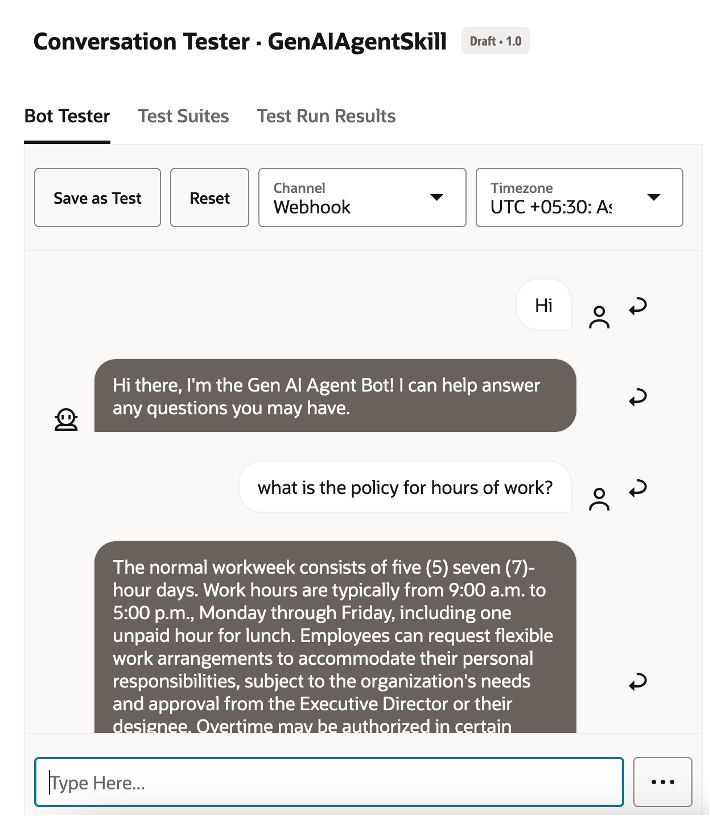 Conversation Tester · GenAIAgentSkill Draft • 1.0
Bot Tester Test Suites Test Run Results
Save as Test Reset Channel Webhook Timezone UTC +05:30: As
Hi
Hi there, I'm the Gen AI Agent Bot! I can help answer
any questions you may have.
what is the policy for hours of work?
The normal workweek consists of five (5) seven (7)-
hour days. Work hours are typically from 9:00 a.m. to
5:00 p.m., Monday through Friday, including one
unpaid hour for lunch. Employees can request flexible
work arrangements to accommodate their personal
responsibilities, subject to the organization's needs
and approval from the Executive Director or their
designee. Overtime may be authorized in certain
Type Here...